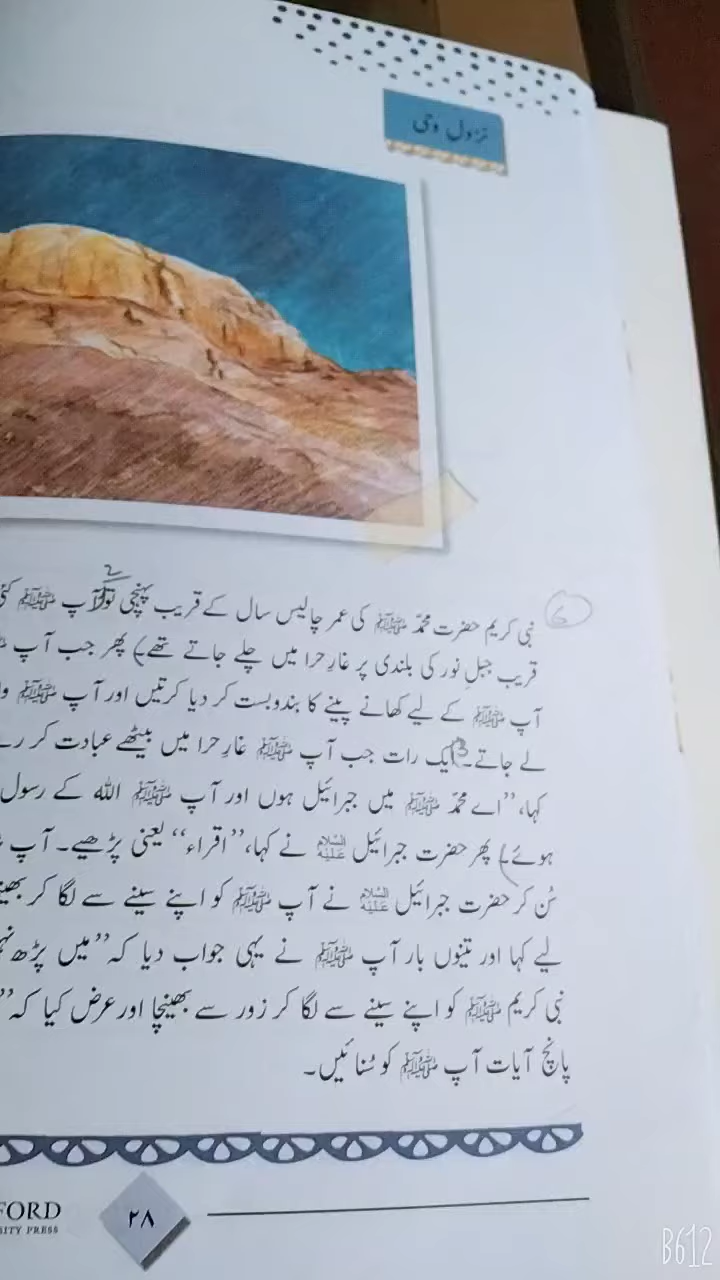 نزول وحی
نبی کریم حضرت محمدؐ ﷺ کی عمر چالیس سال کے قریب پہنچی تو آپ ﷺ کئی
قریب جبلِ نور کی بلندی پر غارِ حرا میں چلے جاتے تھے) پھر جب آپ
آپ ﷺ کے لیے کھانے پینے کا بندوبست کر دیا کرتیں اور آپ ﷺ
لے جاتے۔ ایک رات جب آپ ﷺ غارِ حرا میں بیٹھے عبادت کر
کہا، ”اے محمدؐ ﷺ میں جبرائیل ہوں اور آپ ﷺ اللہ کے رسول
ہوئے) پھر حضرت جبرائیل علیہ السلام نے کہا، ”اقراء“ یعنی پڑھیے۔ آپ
سُن کر حضرت جبرائیل علیہ السلام نے آپ ﷺ کو اپنے سینے سے لگا کر
لیے کہا اور تینوں بار آپ ﷺ نے یہی جواب دیا کہ ”میں پڑھ
نبی کریم ﷺ کو اپنے سینے سے لگا کر زور سے بھینچا اور عرض کیا کہ ”
پانچ آیات آپ ﷺ کو سُنائیں۔
FORD
SITY PRESS
۲۸
B612